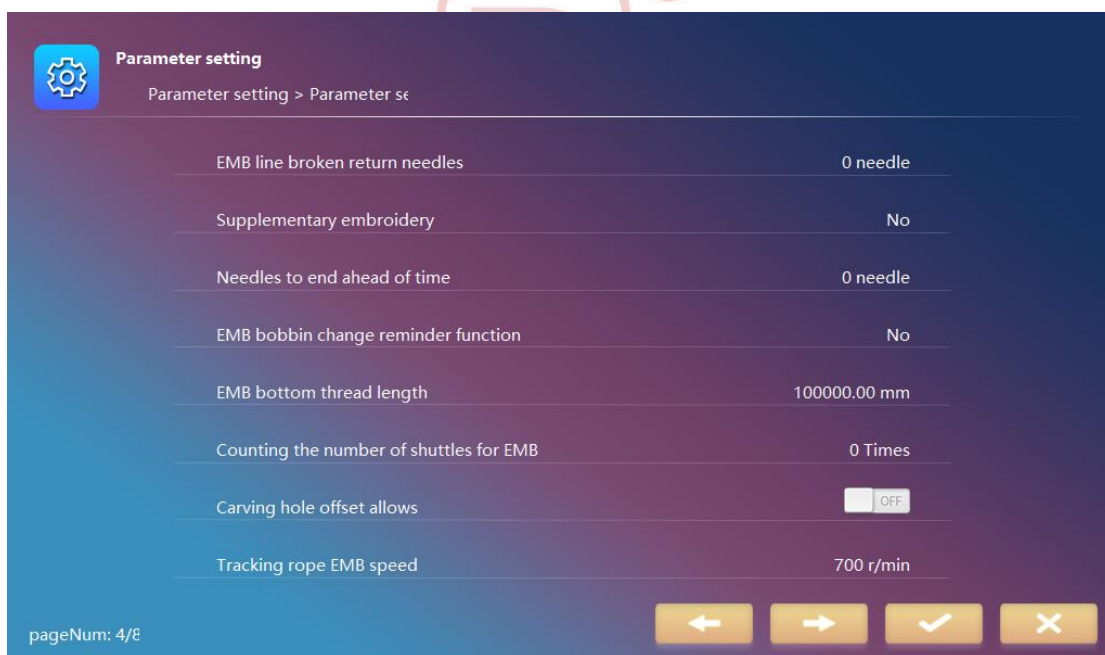 Parameter setting
Parameter setting > Parameter se
EMB line broken return needles 0 needle
Supplementary embroidery No
Needles to end ahead of time 0 needle
EMB bobbin change reminder function No
EMB bottom thread length 100000.00 mm
Counting the number of shuttles for EMB 0 Times
Carving hole offset allows OFF
Tracking rope EMB speed 700 r/min
pageNum: 4/8